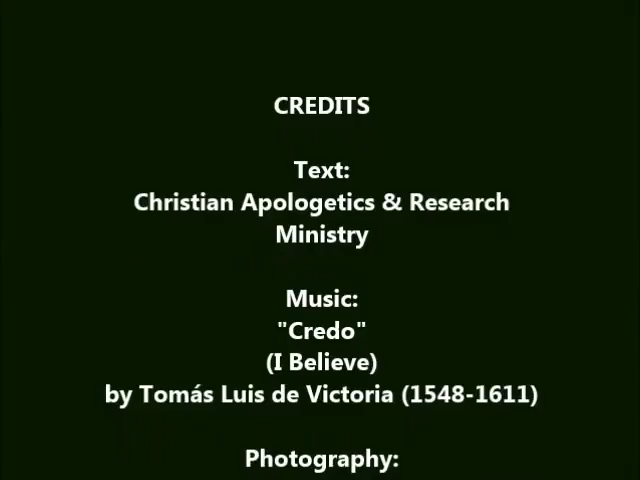 CREDITS
Text:
Christian Apologetics & Research
Ministry
Music:
"Credo"
(I Believe)
by Tomás Luis de Victoria (1548-1611)
Photography: